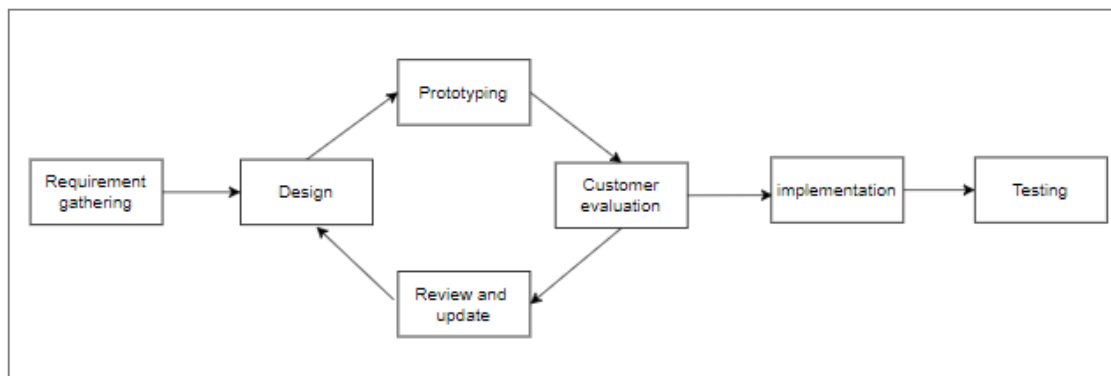 Requirement
gathering
Design
Prototyping
Customer
evaluation
Review and
update
implementation
Testing